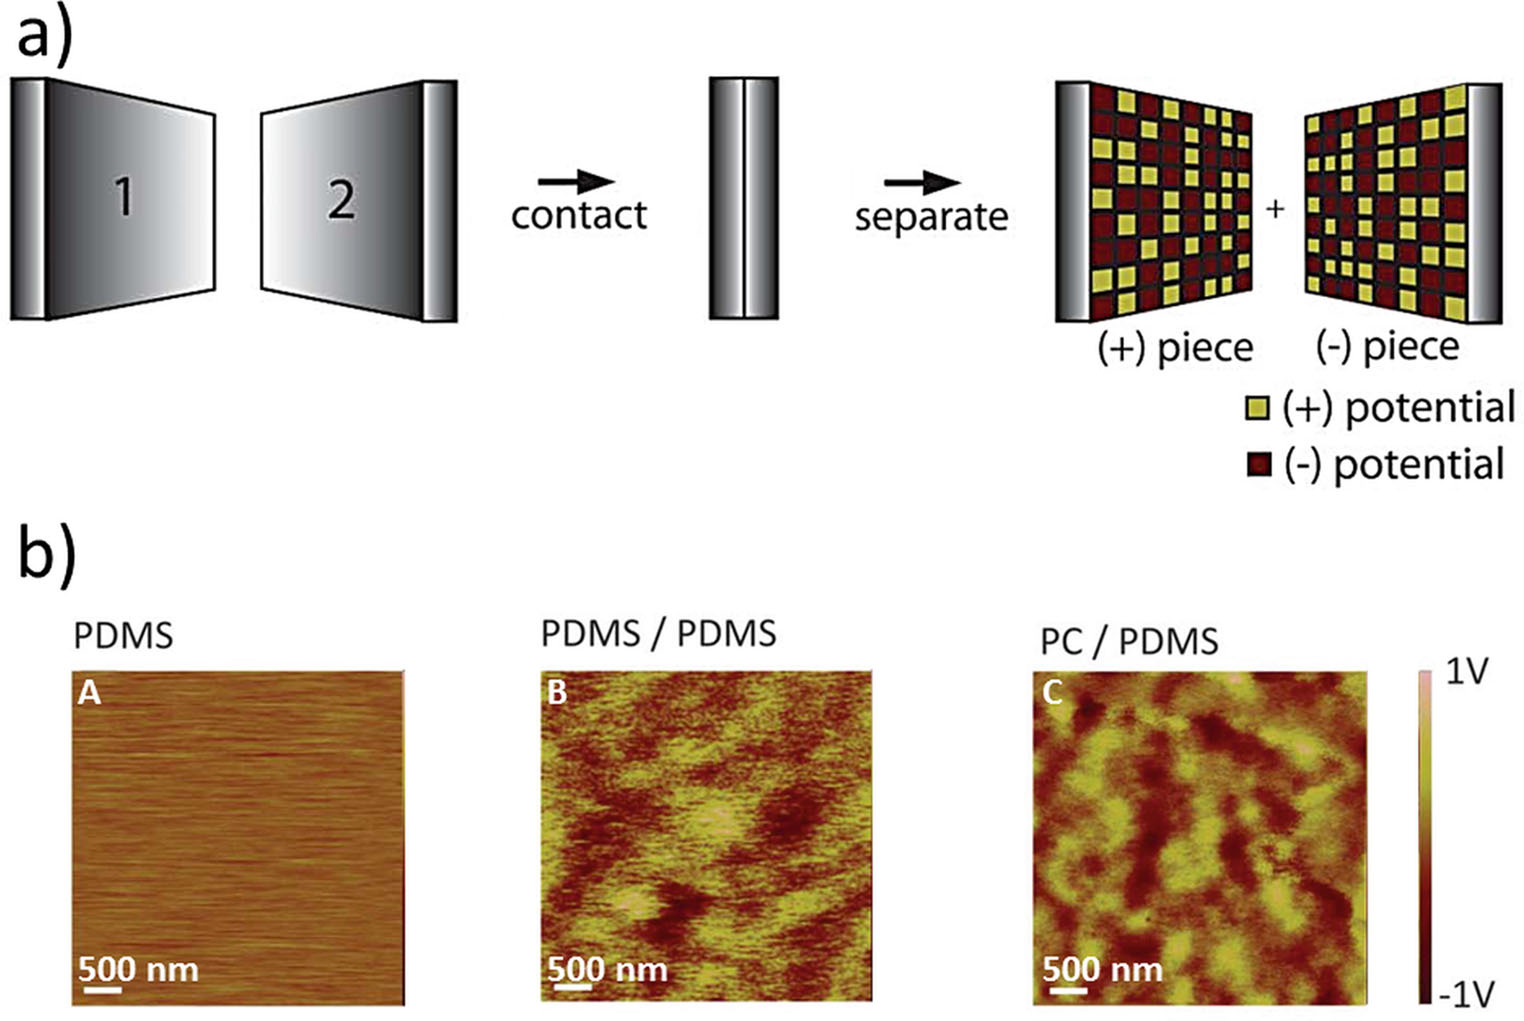 a)
1
2
contact
separate
+
(+) piece
(-) piece
(+) potential
(-) potential
b)
PDMS
PDMS / PDMS
PC / PDMS
A
B
C
1V
500 nm
500 nm
500 nm
-1V